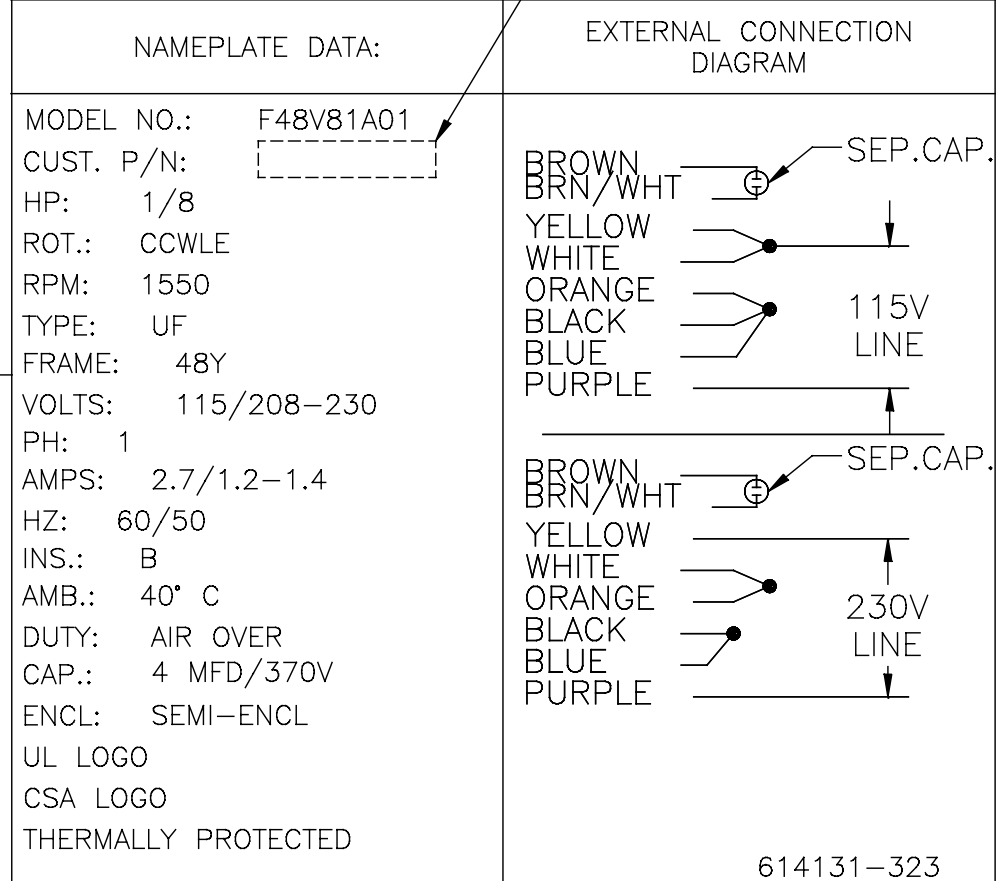 NAMEPLATE DATA:
MODEL NO.: F48V81A01
CUST. P/N:
HP: 1/8
ROT.: CCWLE
RPM: 1550
TYPE: UF
FRAME: 48Y
VOLTS: 115/208-230
PH: 1
AMPS: 2.7/1.2-1.4
HZ: 60/50
INS.: B
AMB.: 40° C
DUTY: AIR OVER
CAP.: 4 MFD/370V
ENCL: SEMI-ENCL
UL LOGO
CSA LOGO
THERMALLY PROTECTED
EXTERNAL CONNECTION
DIAGRAM
SEP.CAP.
BROWN
BRN/WHT
YELLOW
WHITE
ORANGE
BLACK
BLUE
PURPLE
115V
LINE
SEP.CAP.
BROWN
BRN/WHT
YELLOW
WHITE
ORANGE
BLACK
BLUE
PURPLE
230V
LINE
614131-323